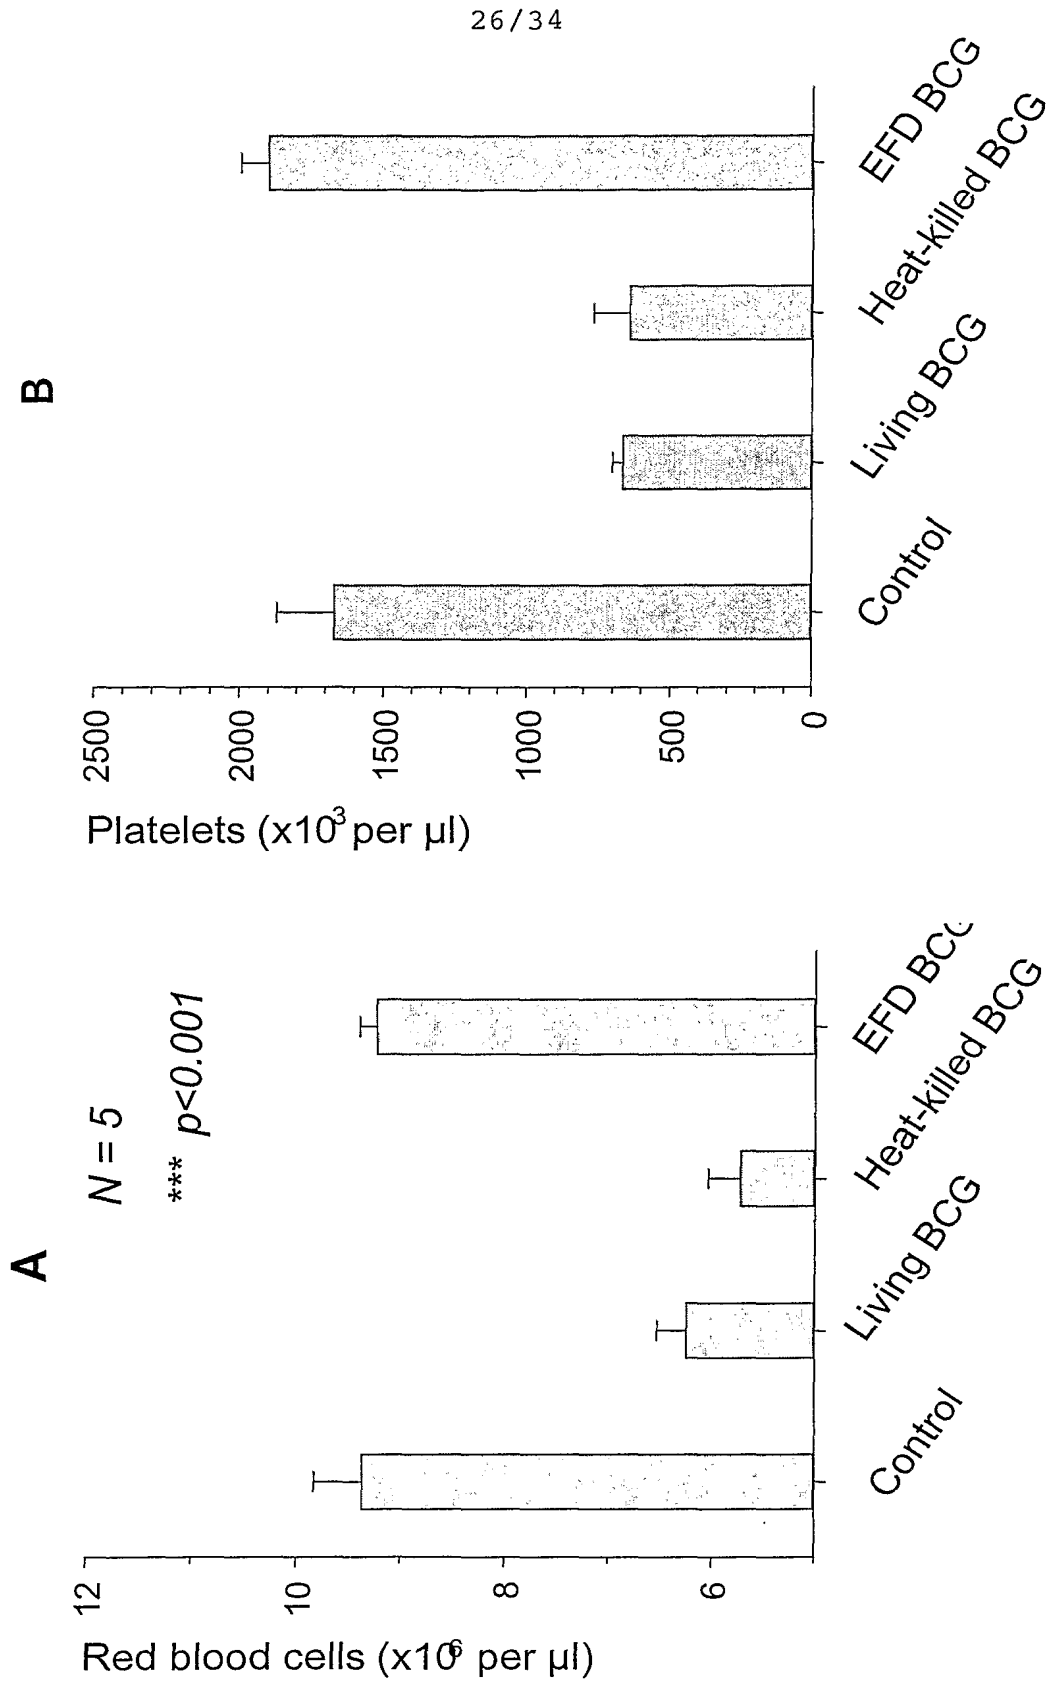 26/34
A
N = 5
*** p<0.001
Red blood cells (x10⁶ per µl)
12
10
8
6
Control
Living BCG
Heat-killed BCG
EFD BCG
B
Platelets (x10³ per µl)
2500
2000
1500
1000
500
0
Control
Living BCG
Heat-killed BCG
EFD BCG